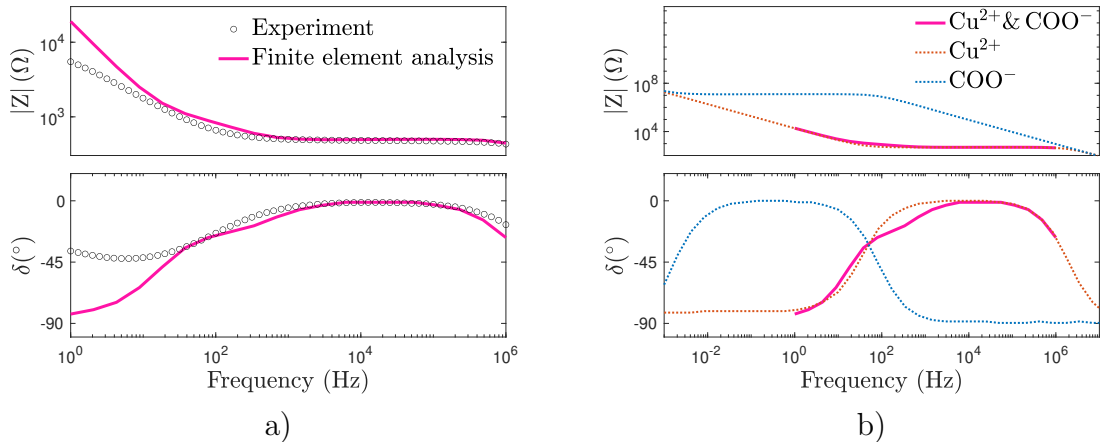 10^4
10^3
|Z| (Ω)
Experiment
Finite element analysis
0
-45
-90
δ(°)
10^0
10^2
10^4
10^6
Frequency (Hz)
a)
10^8
10^4
|Z| (Ω)
Cu^2+ & COO^−
Cu^2+
COO^−
0
-45
-90
δ(°)
10^-2
10^0
10^2
10^4
10^6
Frequency (Hz)
b)